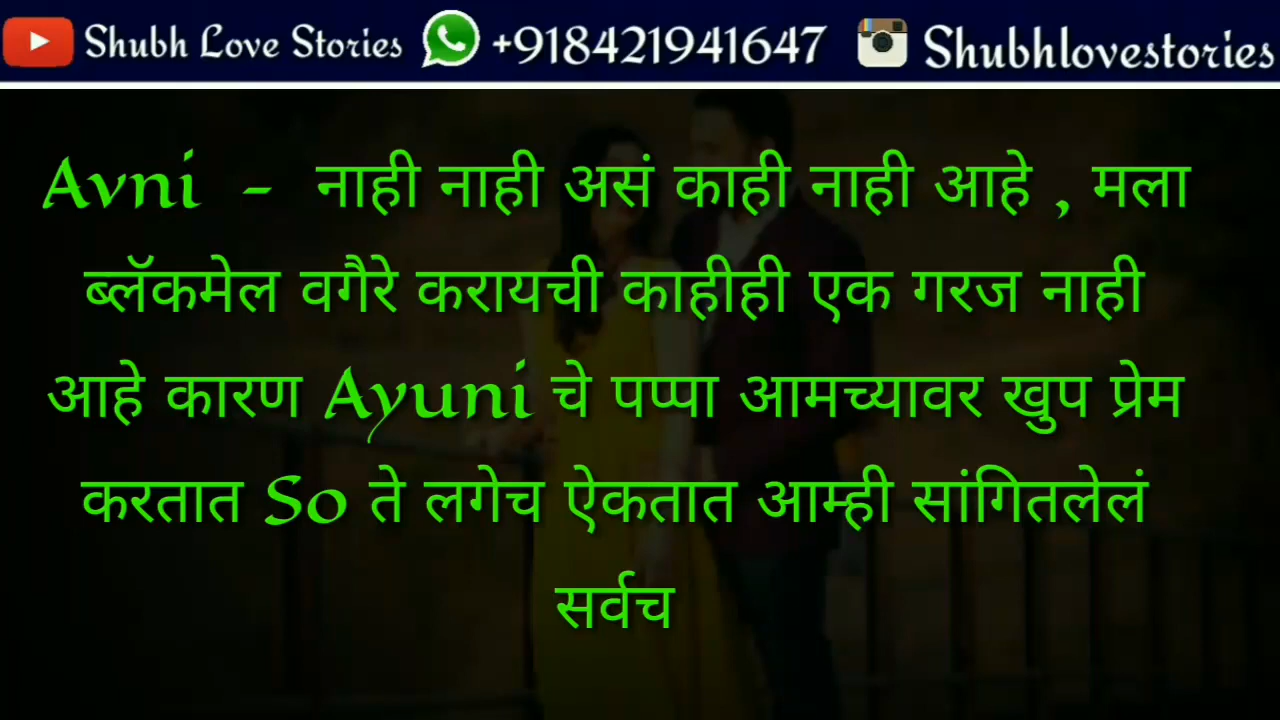 Shubh Love Stories +918421941647 Shubhlovestories
Avni - नाही नाही असं काही नाही आहे , मला
ब्लॅकमेल वगैरे करायची काहीही एक गरज नाही
आहे कारण Ayuni चे पप्पा आमच्यावर खुप प्रेम
करतात So ते लगेच ऐकतात आम्ही सांगितलेलं
सर्वच